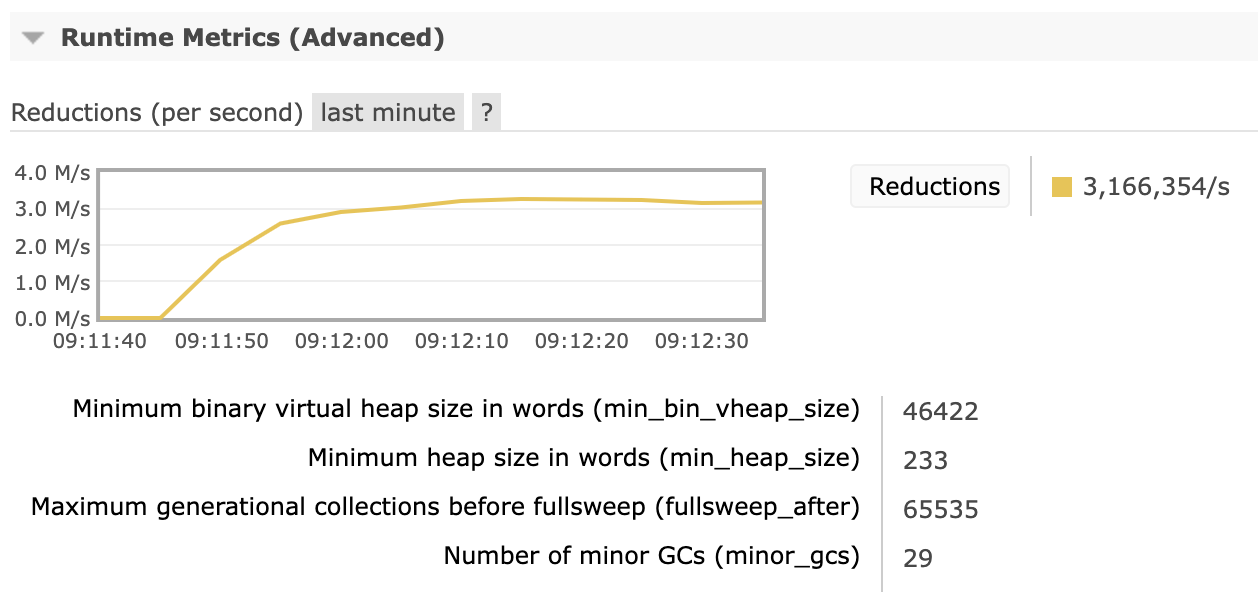 Runtime Metrics (Advanced)
Reductions (per second) last minute ?
4.0 M/s
3.0 M/s
2.0 M/s
1.0 M/s
0.0 M/s
09:11:40 09:11:50 09:12:00 09:12:10 09:12:20 09:12:30
Reductions 3,166,354/s
Minimum binary virtual heap size in words (min_bin_vheap_size) 46422
Minimum heap size in words (min_heap_size) 233
Maximum generational collections before fullsweep (fullsweep_after) 65535
Number of minor GCs (minor_gcs) 29